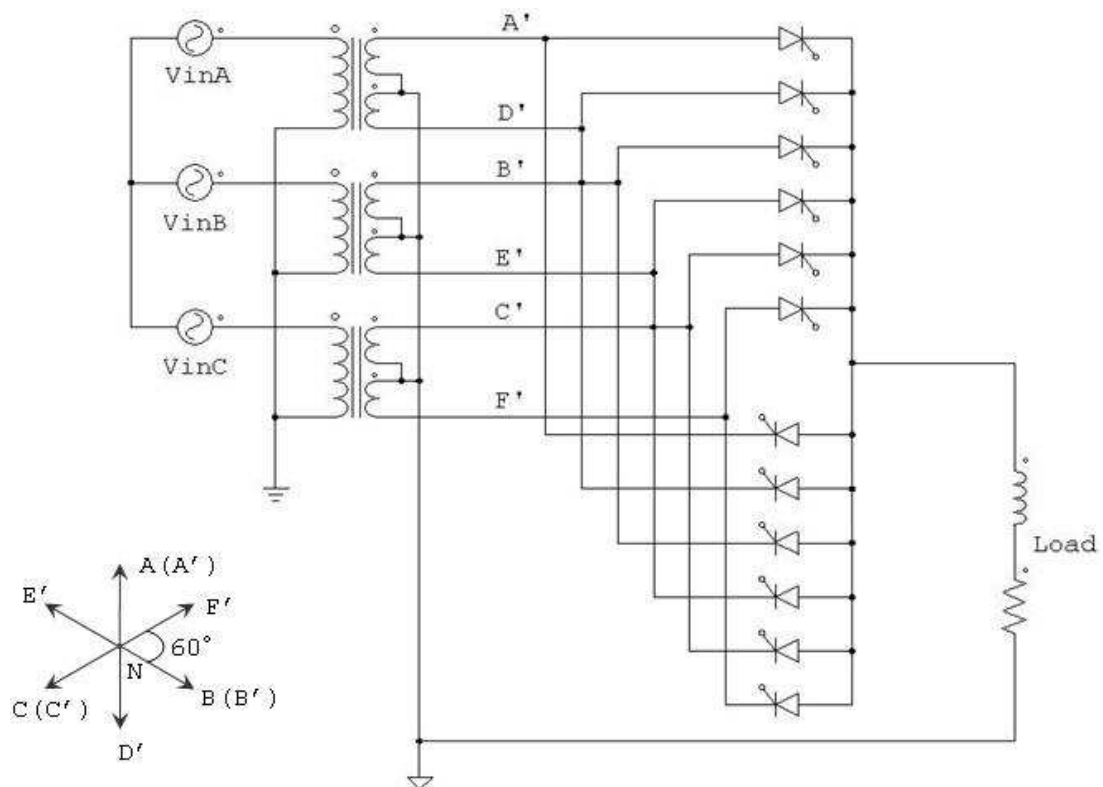 A'
VinA
D'
B'
VinB
E'
C'
VinC
F'
Load
A(A')
E'
F'
60°
N
C(C')
B(B')
D'